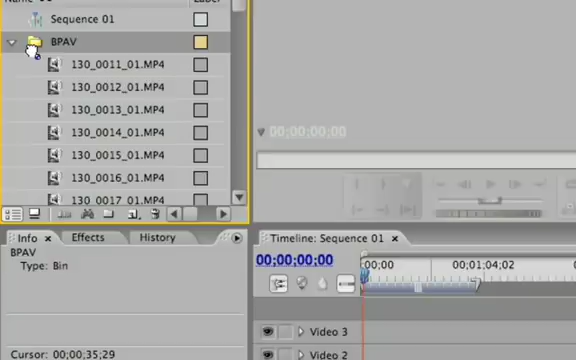 Sequence 01
BPAV
130_0011_01.MP4
130_0012_01.MP4
130_0013_01.MP4
130_0014_01.MP4
130_0015_01.MP4
130_0016_01.MP4
130_0017_01.MP4
00;00;00;00
Info
Effects
History
BPAV
Type: Bin
Cursor: 00;00;35;29
Timeline: Sequence 01
00;00;00;00
;00;00
00;01;04;02
Video 3
Video 2